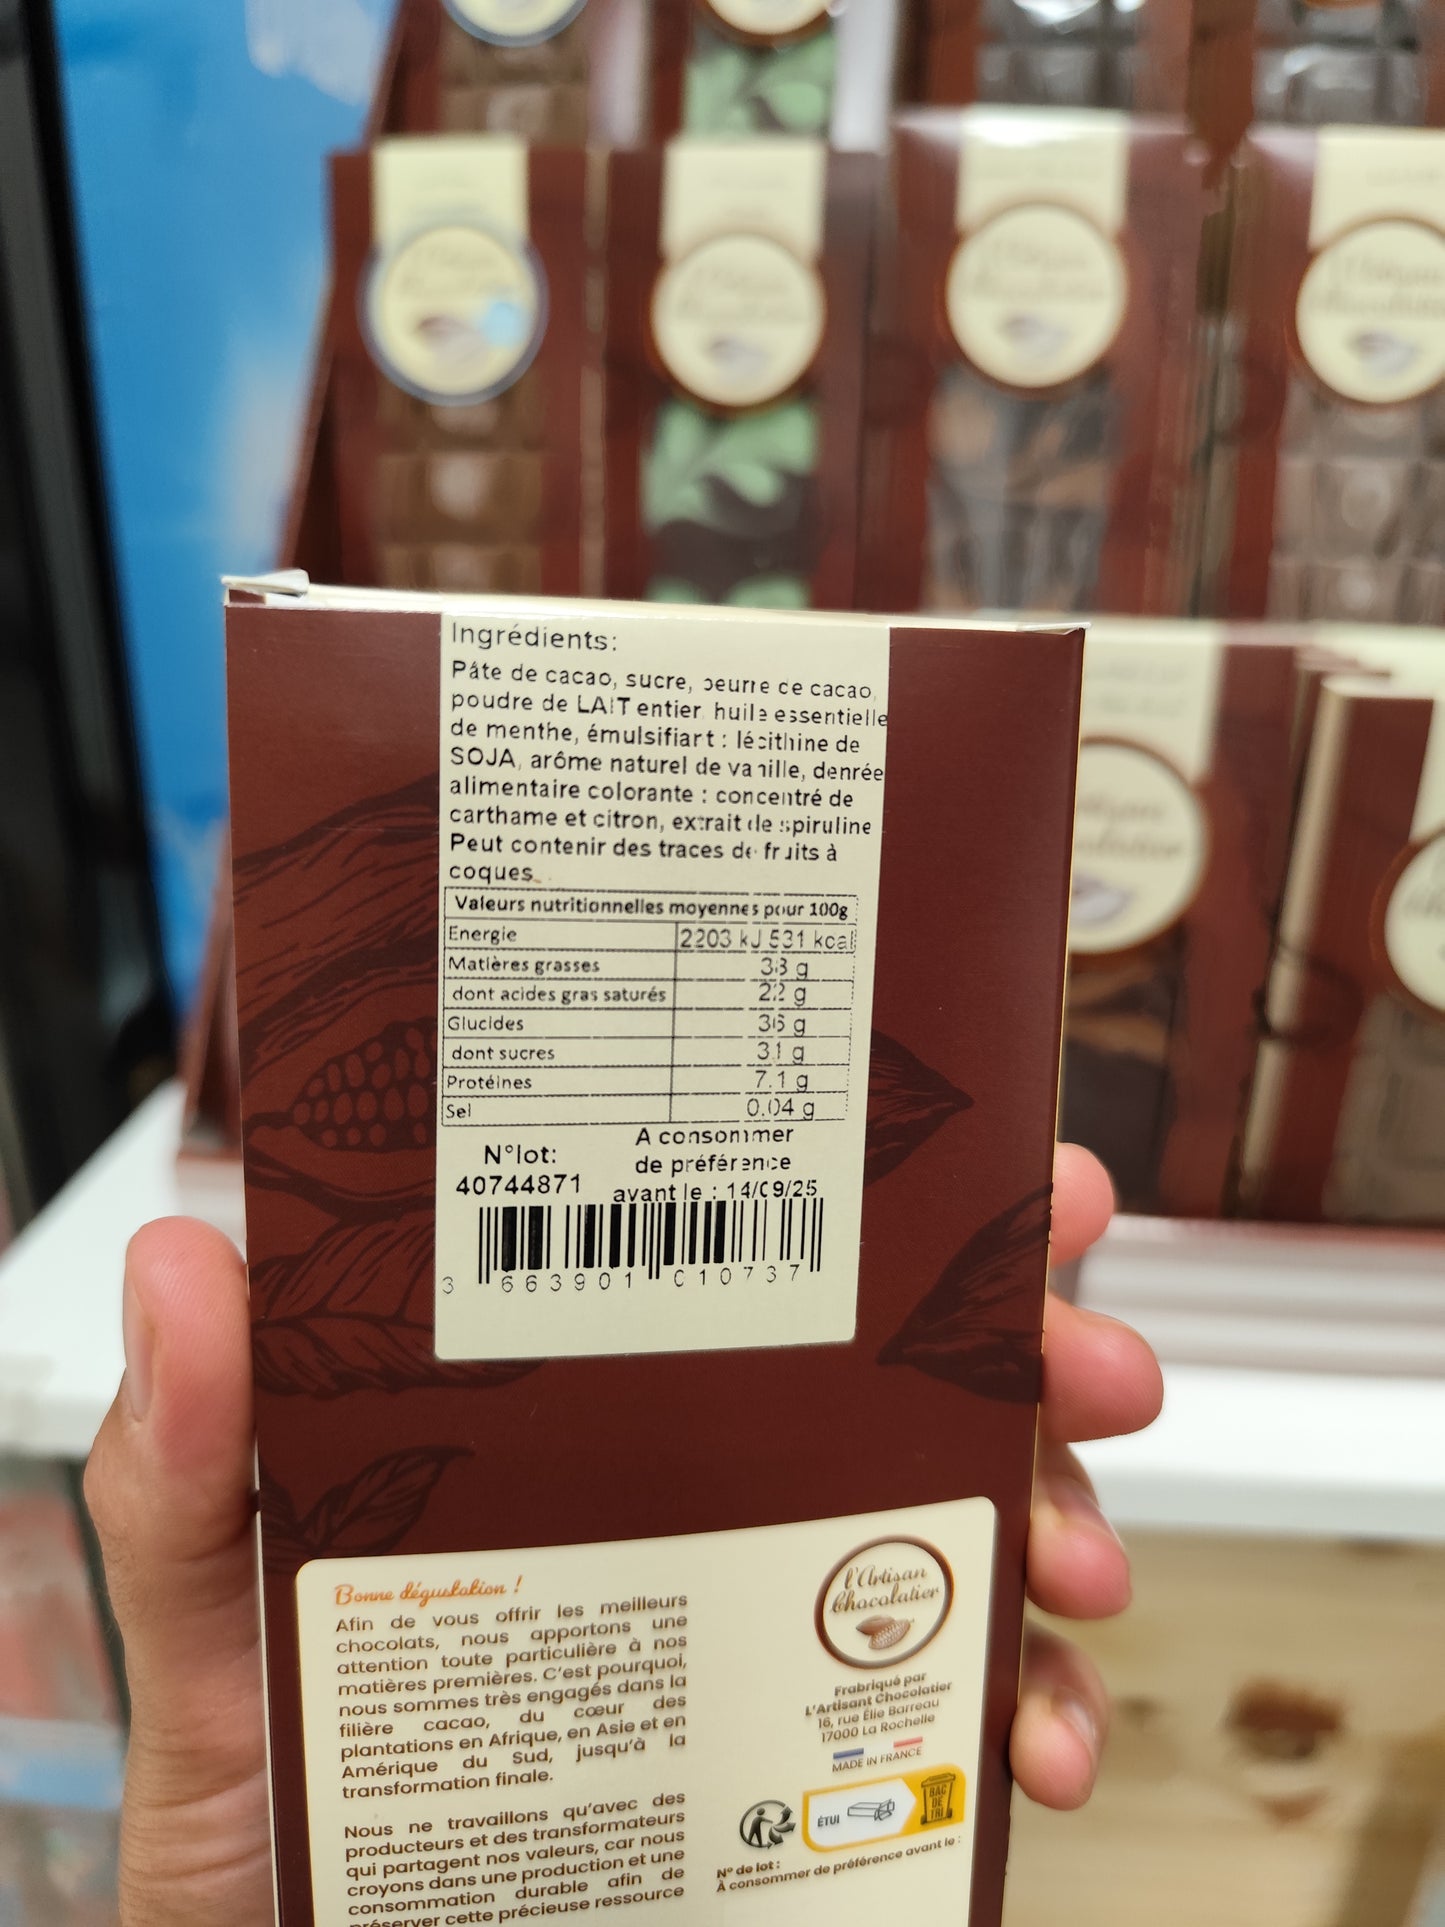 Ingrédients:
Pâte de cacao, sucre, beurre de cacao,
poudre de LAIT entier, huile essentielle
de menthe, émulsifiant : lécithine de
SOJA, arôme naturel de vanille, denrée
alimentaire colorante : concentré de
carthame et citron, extrait de spiruline
Peut contenir des traces de fruits à
coques.
Valeurs nutritionnelles moyennes pour 100g
Energie 2203 kJ 531 kcal
Matières grasses 38 g
dont acides gras saturés 22 g
Glucides 36 g
dont sucres 31 g
Protéines 7.1 g
Sel 0.04 g
N°lot:
40744871
A consommer
de préférence
avant le : 14/09/25
3 663901 010737
Bonne dégustation !
Afin de vous offrir les meilleurs
chocolats, nous apportons une
attention toute particulière à nos
matières premières. C'est pourquoi,
nous sommes très engagés dans la
filière cacao, du cœur des
plantations en Afrique, en Asie et en
Amérique du Sud, jusqu'à la
transformation finale.
Nous ne travaillons qu'avec des
producteurs et des transformateurs
qui partagent nos valeurs, car nous
croyons dans une production et une
consommation durable afin de
préserver cette précieuse ressource
l'Artisan
Chocolatier
Frabriqué par
L'Artisant Chocolatier
16, rue Élie Barreau
17000 La Rochelle
MADE IN FRANCE
ÉTUI
BAC
DE
TRI
N° de lot :
À consommer de préférence avant le :